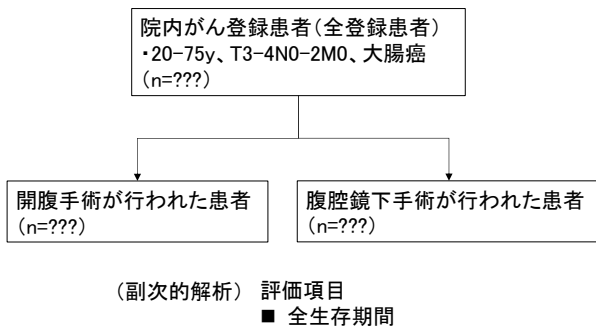 院内がん登録患者（全登録患者）
・20-75y、T3-4N0-2M0、大腸癌
(n=???)
開腹手術が行われた患者
(n=???)
腹腔鏡下手術が行われた患者
(n=???)
（副次的解析） 評価項目
■ 全生存期間